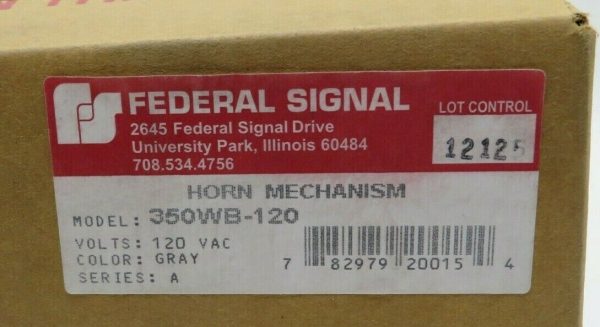 FEDERAL SIGNAL
2645 Federal Signal Drive
University Park, Illinois 60484
708.534.4756
LOT CONTROL
12125
HORN MECHANISM
MODEL: 350WB-120
VOLTS: 120 VAC
COLOR: GRAY
SERIES: A
7 82979 20015 4